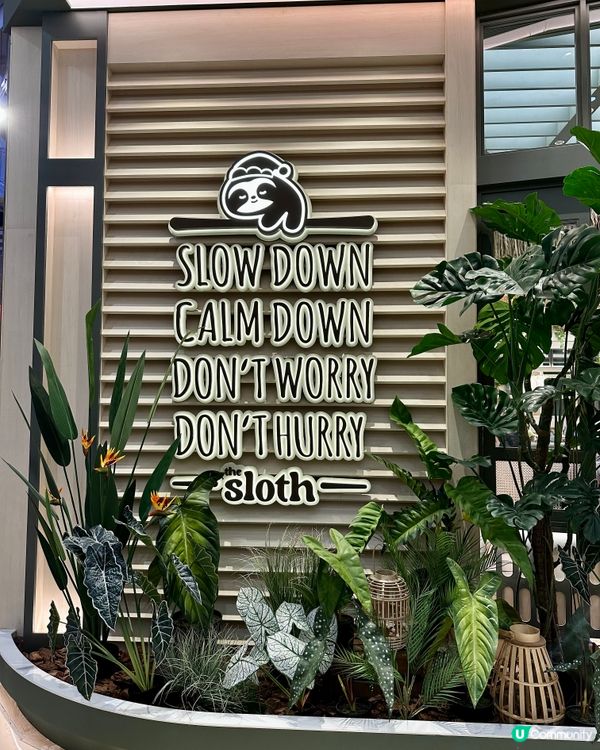 SLOW DOWN
CALM DOWN
DON'T WORRY
DON'T HURRY
the
sloth
U Community